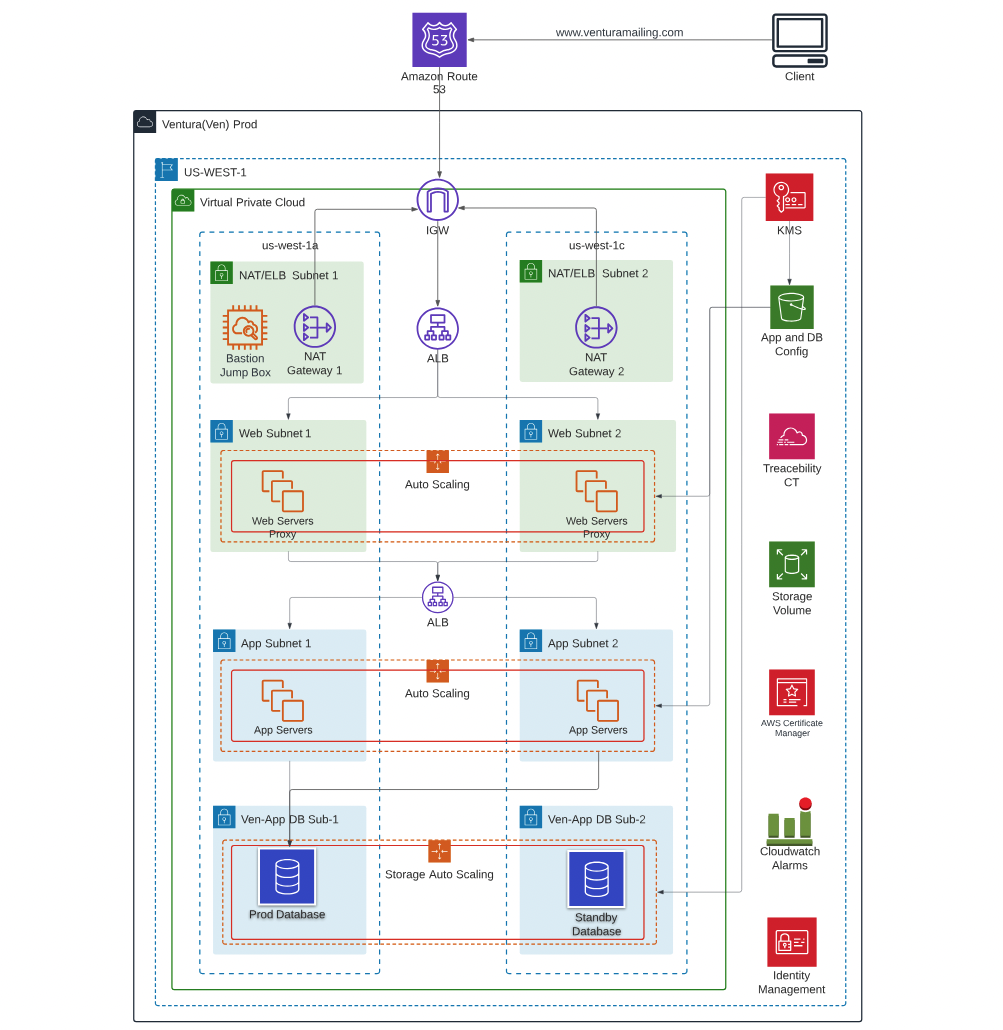 www.venturamailing.com
53
Amazon Route
53
Client
Ventura(Ven) Prod
US-WEST-1
Virtual Private Cloud
IGW
KMS
us-west-1a
us-west-1c
NAT/ELB Subnet 1
NAT/ELB Subnet 2
Bastion
Jump Box
NAT
Gateway 1
ALB
NAT
Gateway 2
App and DB
Config
Web Subnet 1
Web Subnet 2
Auto Scaling
Web Servers
Proxy
Web Servers
Proxy
Treacebility
CT
ALB
Storage
Volume
App Subnet 1
App Subnet 2
Auto Scaling
App Servers
App Servers
AWS Certificate
Manager
Ven-App DB Sub-1
Ven-App DB Sub-2
Storage Auto Scaling
Prod Database
Standby
Database
Cloudwatch
Alarms
Identity
Management